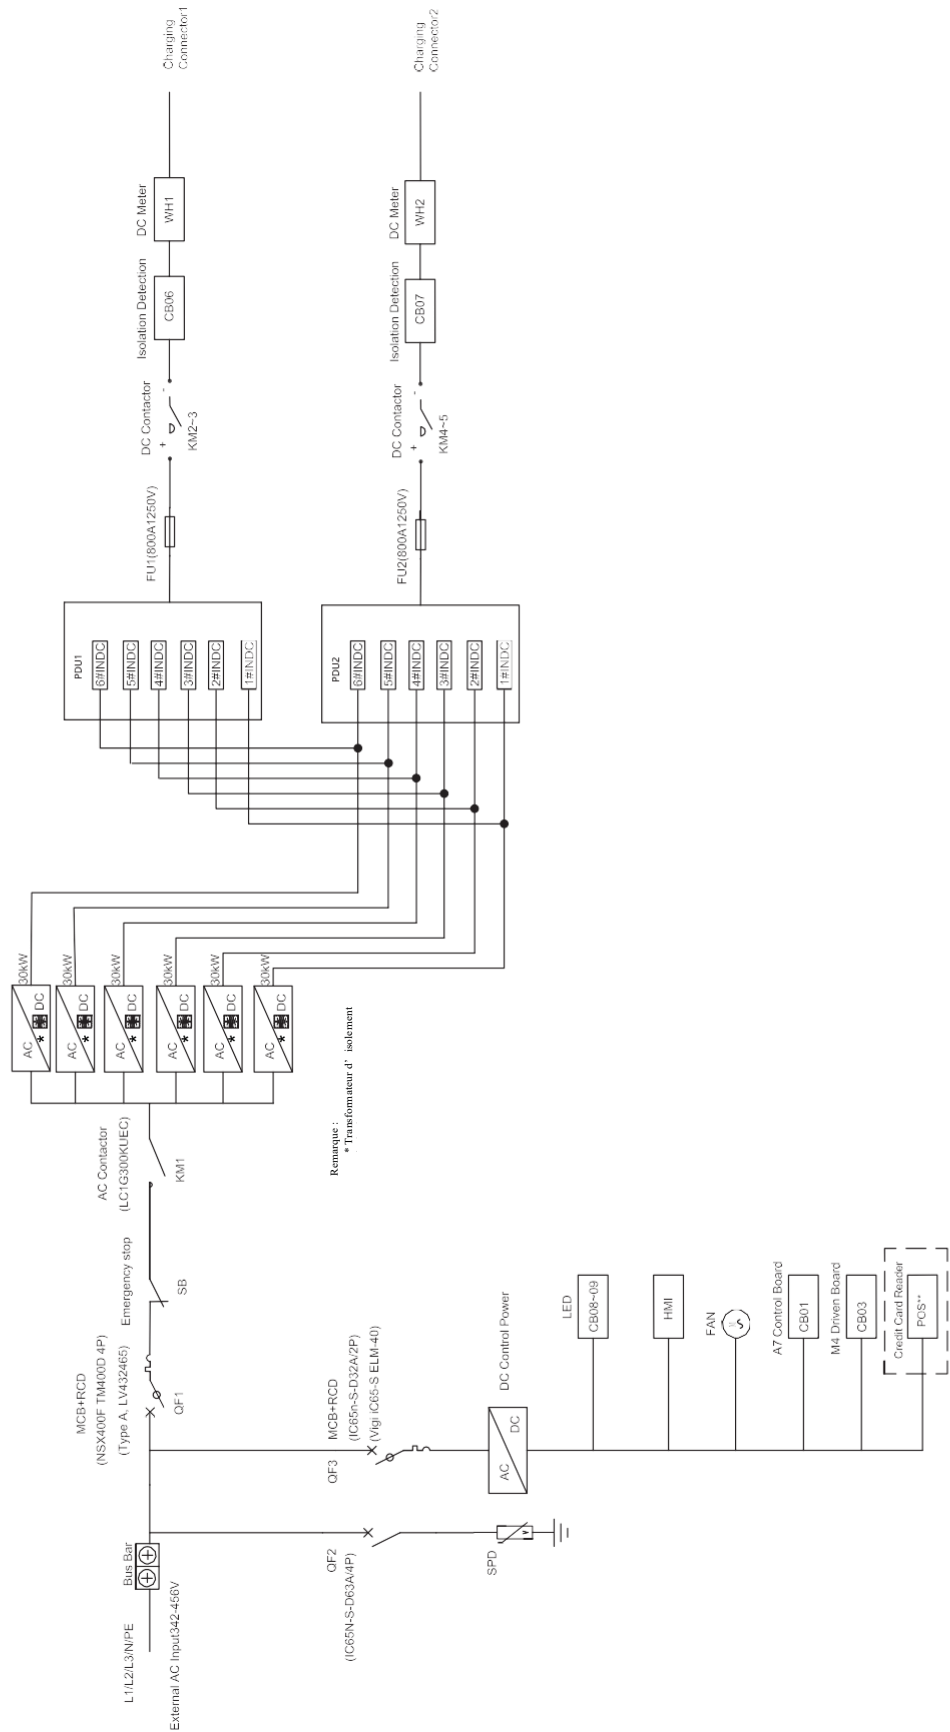 Charging
Connector1
Charging
Connector2
DC Meter
WH1
DC Meter
WH2
Isolation Detection
CB06
Isolation Detection
CB07
DC Contactor
+
-
KM2~3
DC Contactor
+
-
KM4~5
FU1(800A1250V)
FU2(800A1250V)
PDU1
6#INDC
5#INDC
4#INDC
3#INDC
2#INDC
1#INDC
PDU2
6#INDC
5#INDC
4#INDC
3#INDC
2#INDC
1#INDC
30kW
30kW
30kW
30kW
30kW
30kW
AC * DC
AC * DC
AC * DC
AC * DC
AC * DC
AC * DC
Remarque :
* Transformateur d’ isolement
AC Contactor
(LC1G300KUEC)
KM1
Emergency stop
SB
MCB+RCD
(NSX400F TM400D 4P)
(Type A, LV432465)
QF1
Bus Bar
L1/L2/L3/N/PE
External AC Input342-456V
QF3
MCB+RCD
(IC65n-S-D32A/2P)
(Vigi iC65-S ELM-40)
QF2
(IC65N-S-D63A/4P)
SPD
DC Control Power
AC
DC
LED
CB08~09
HMI
FAN
A7 Control Board
CB01
M4 Driven Board
CB03
Credit Card Reader
POS**